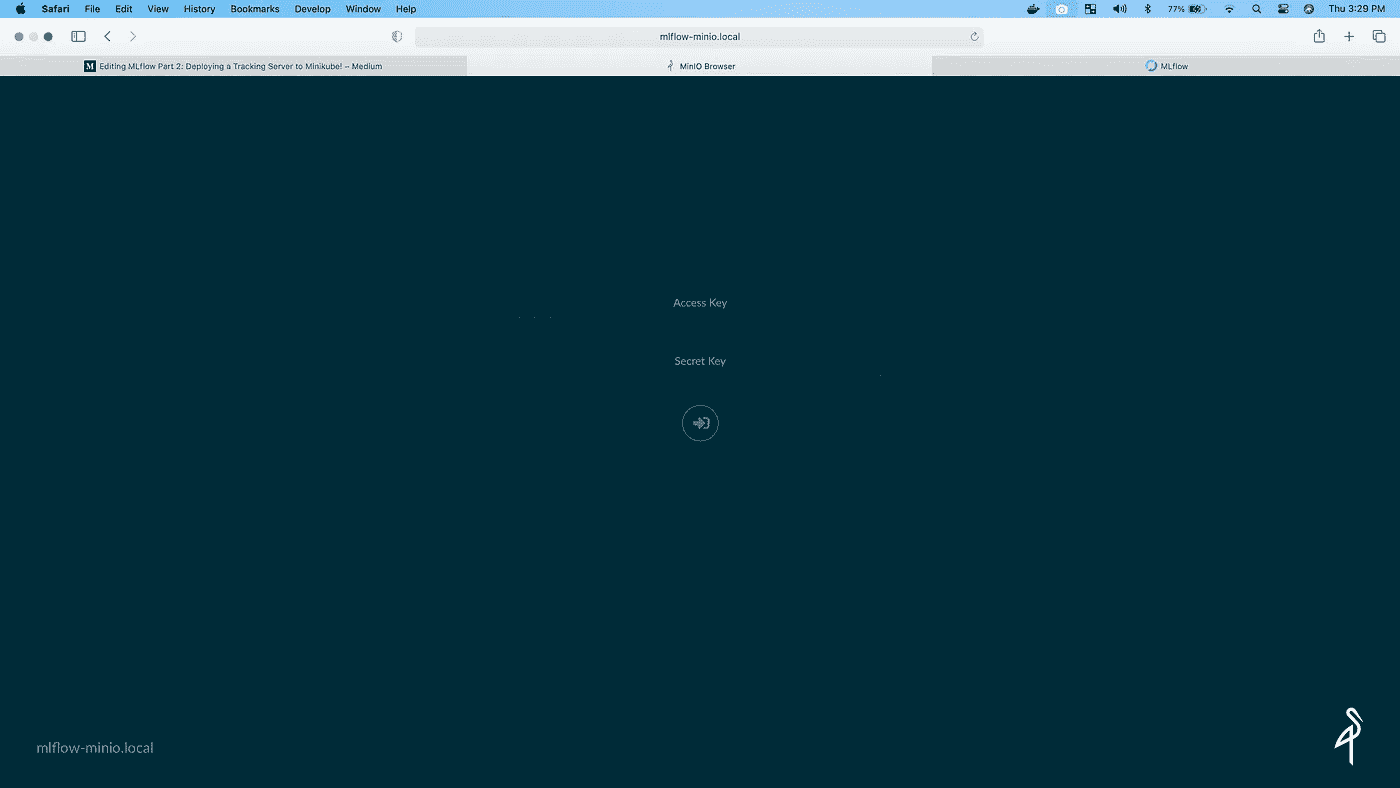 Safari File Edit View History Bookmarks Develop Window Help 77% Thu 3:29 PM
mlflow-minio.local
M Editing MLflow Part 2: Deploying a Tracking Server to Minikube! – Medium MinIO Browser MLflow
Access Key
Secret Key
mlflow-minio.local